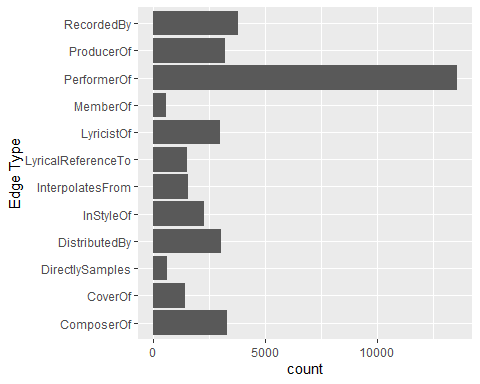 RecordedBy
ProducerOf
PerformerOf
MemberOf
LyricistOf
LyricalReferenceTo
InterpolatesFrom
InStyleOf
DistributedBy
DirectlySamples
CoverOf
ComposerOf
Edge Type
0 5000 10000
count